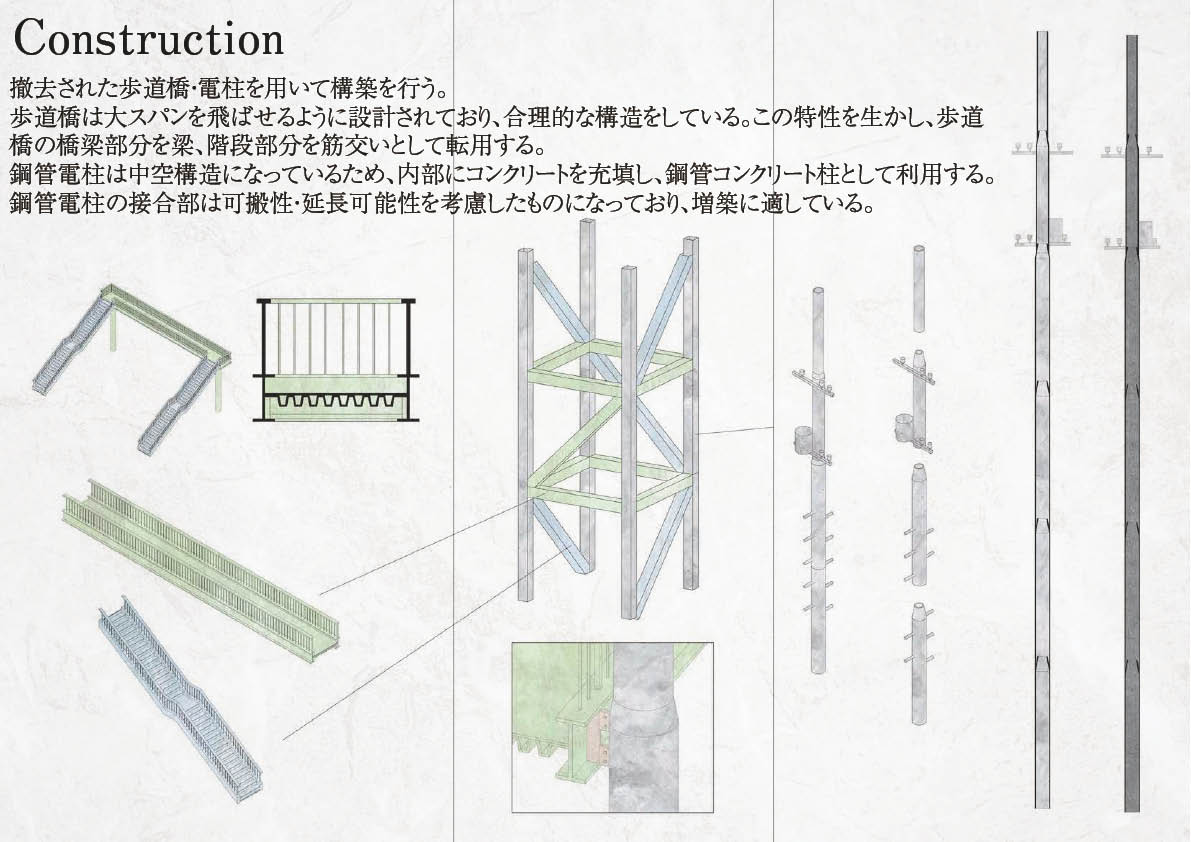 Construction
撤去された歩道橋・電柱を用いて構築を行う。
歩道橋は大スパンを飛ばせるように設計されており、合理的な構造をしている。この特性を生かし、歩道
橋の橋梁部分を梁、階段部分を筋交いとして転用する。
鋼管電柱は中空構造になっているため、内部にコンクリートを充填し、鋼管コンクリート柱として利用する。
鋼管電柱の接合部は可搬性・延長可能性を考慮したものになっており、増築に適している。